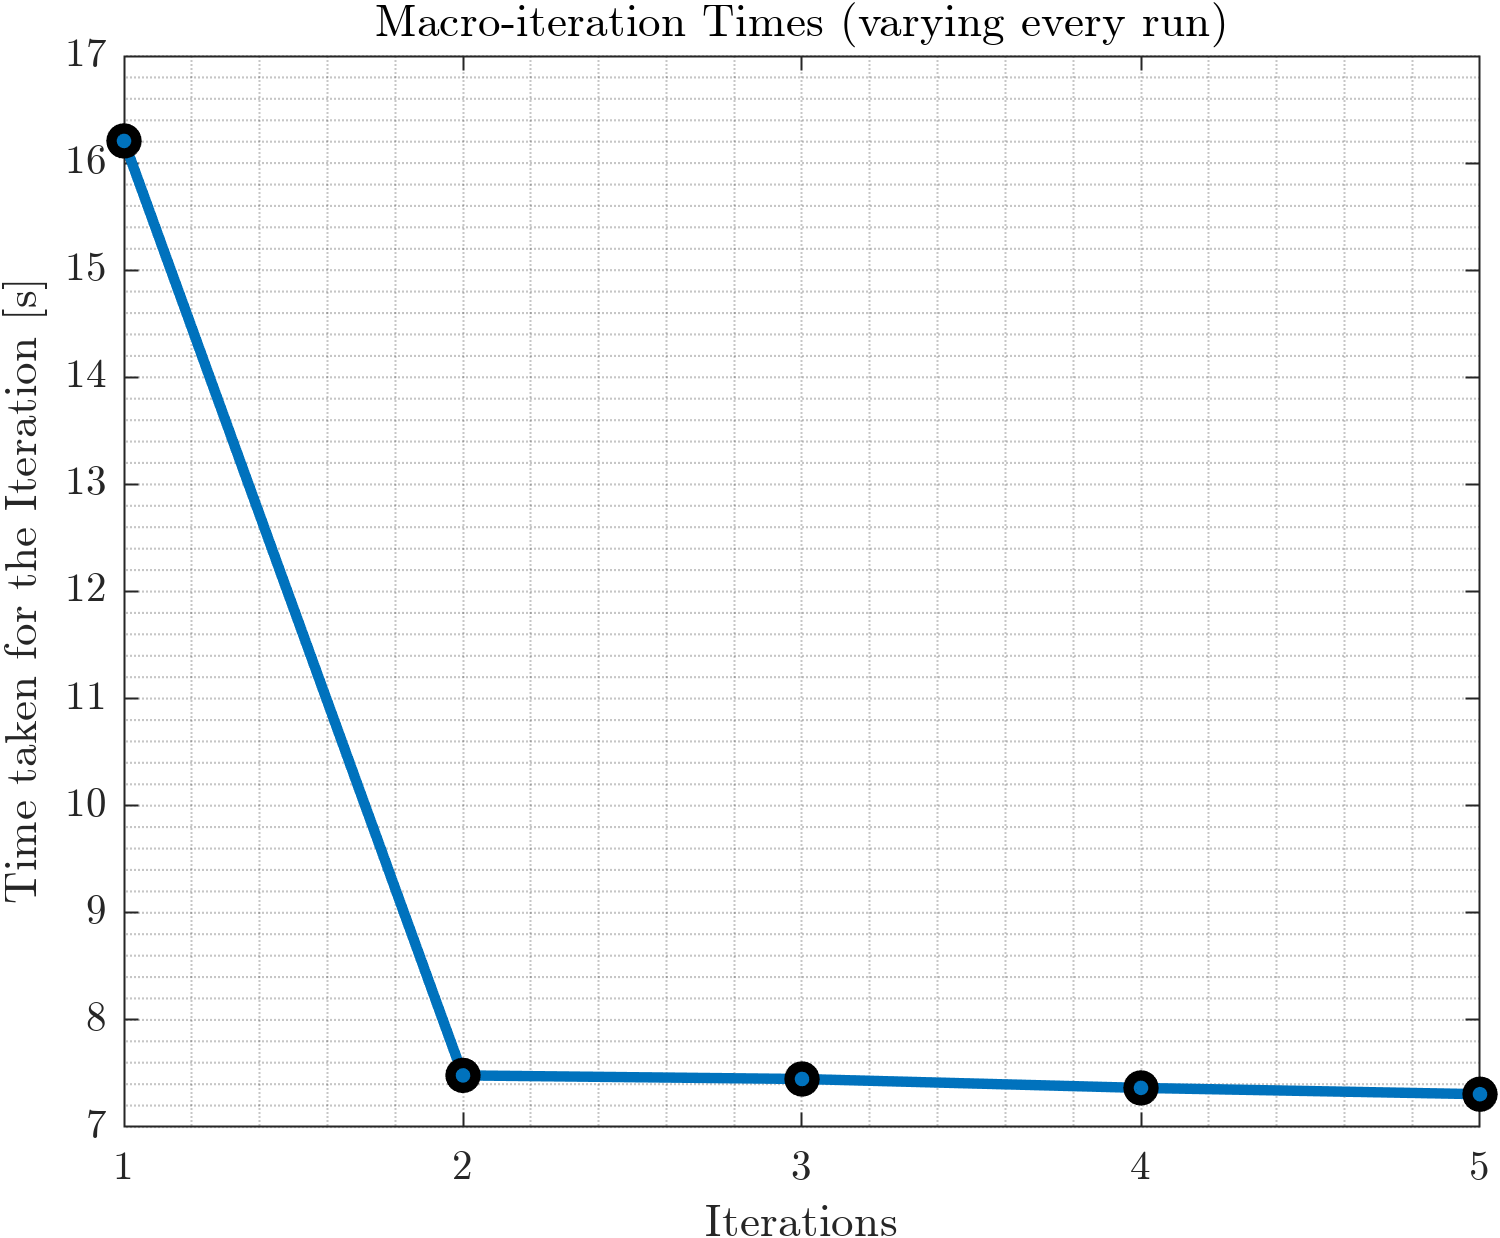 Macro-iteration Times (varying every run)
Time taken for the Iteration [s]
17
16
15
14
13
12
11
10
9
8
7
1 2 3 4 5
Iterations